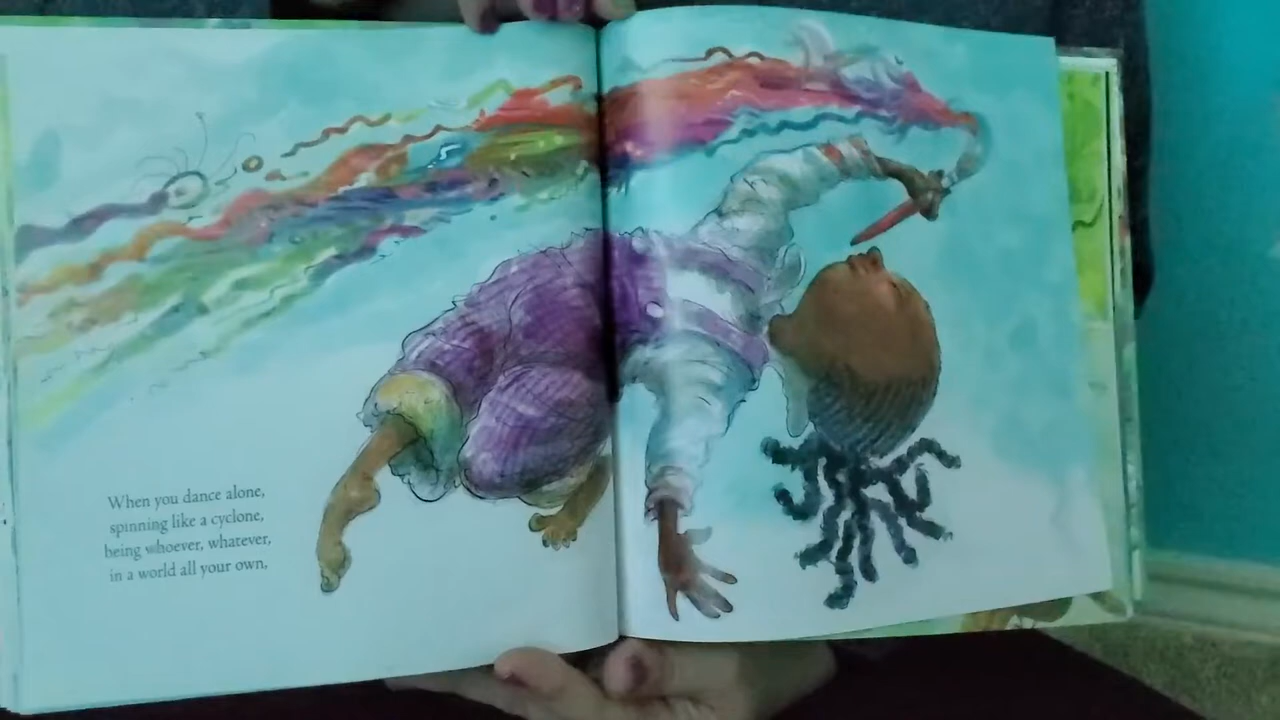 When you dance alone,
spinning like a cyclone,
being whoever, whatever,
in a world all your own,